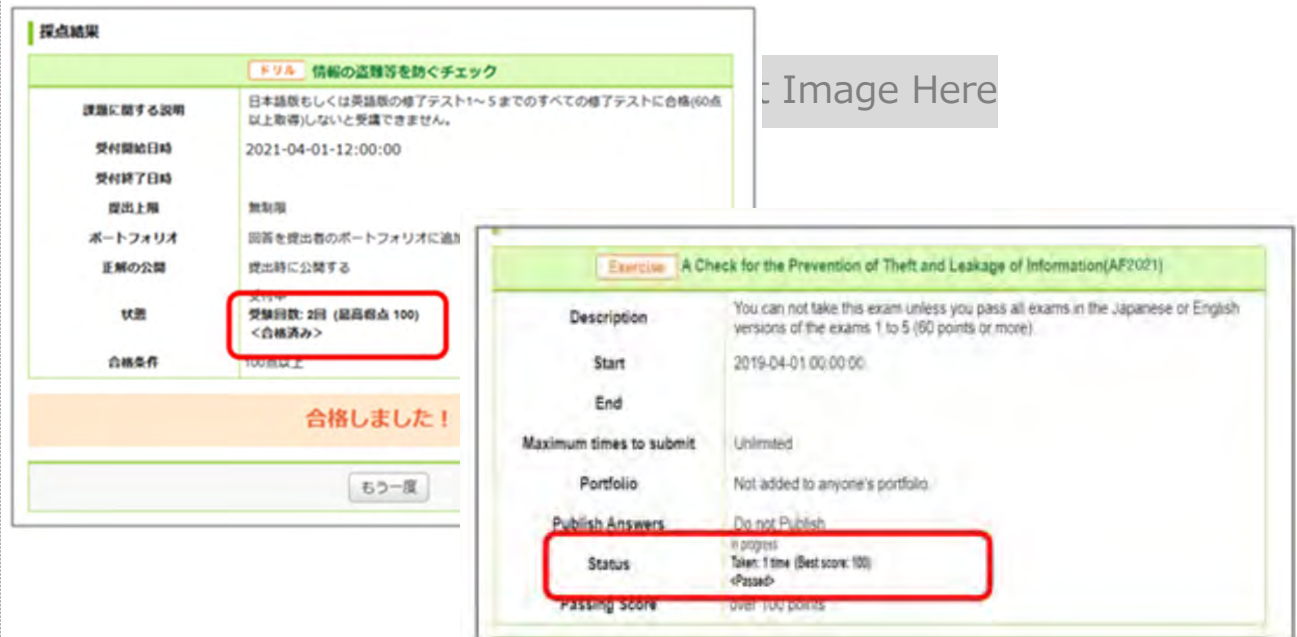 採点結果
ドリル 情報の盗難等を防ぐチェック
課題に関する説明 日本語版もしくは英語版の修了テスト1～5までのすべての修了テストに合格(60点
以上取得)しないと受講できません。
受付開始日時 2021-04-01-12:00:00
受付終了日時
提出上限 無制限
ポートフォリオ 回答を提出者のポートフォリオに追加
正解の公開 提出時に公開する
状態 受付中
受験回数: 2回 (最高得点 100)
<合格済み>
合格条件 100点以上
合格しました！
もう一度
Image Here
Exercise A Check for the Prevention of Theft and Leakage of Information(AF2021)
Description You can not take this exam unless you pass all exams in the Japanese or English
versions of the exams 1 to 5 (60 points or more)
Start 2019-04-01 00:00:00
End
Maximum times to submit Unlimited
Portfolio Not added to anyone's portfolio.
Publish Answers Do not Publish
Status In progress
Taken: 1 time (Best score: 100)
<Passed>
Passing Score over 100 points